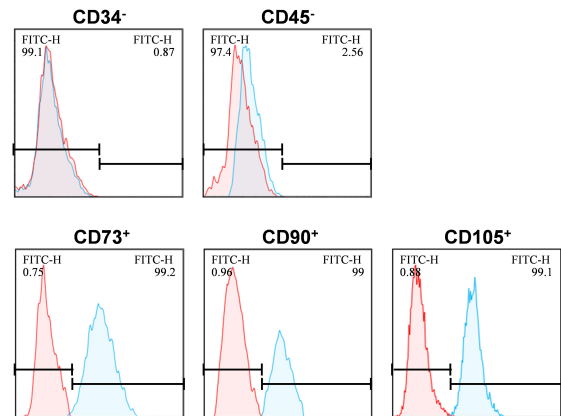 CD34⁻ CD45⁻
FITC-H FITC-H FITC-H FITC-H
99.1 0.87 97.4 2.56
CD73⁺ CD90⁺ CD105⁺
FITC-H FITC-H FITC-H FITC-H FITC-H FITC-H
0.75 99.2 0.96 99 0.88 99.1